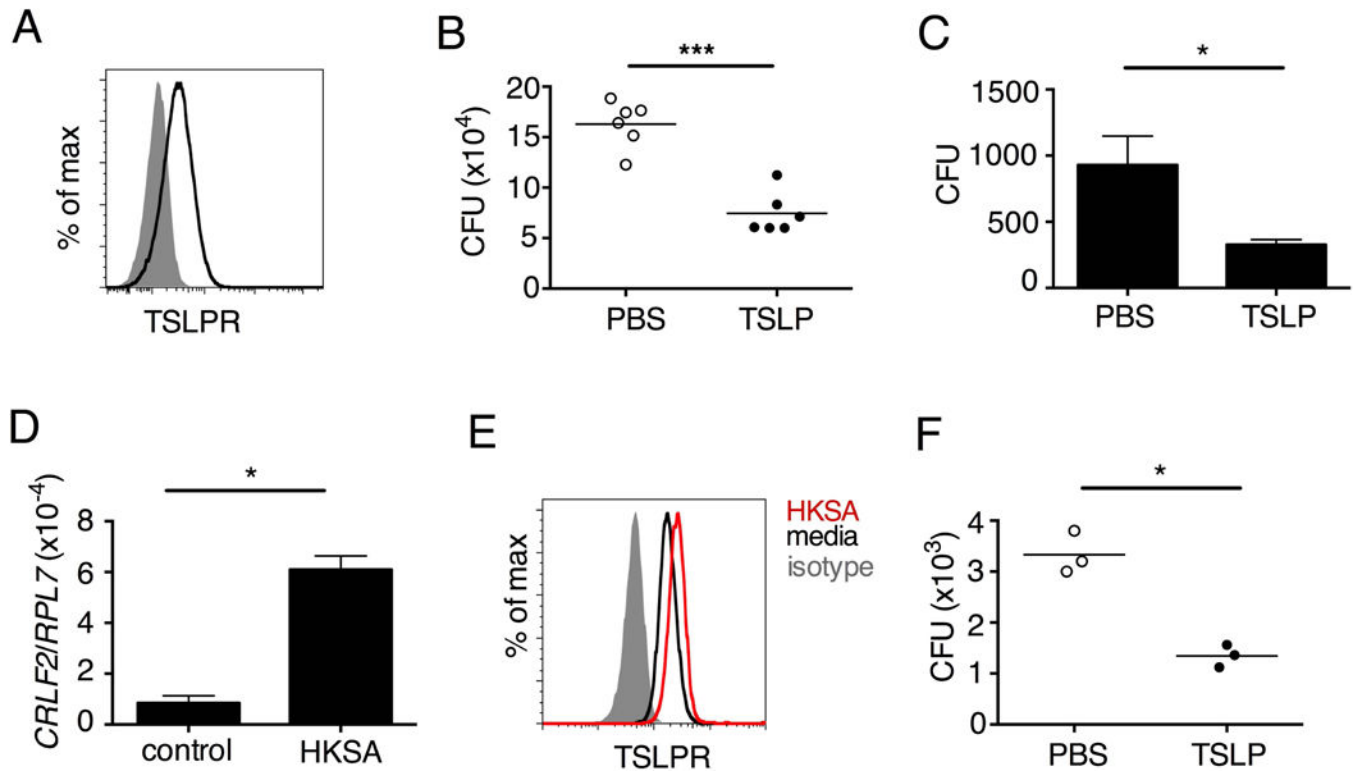 A
% of max
TSLPR
B
***
CFU (x10⁴)
20
15
10
5
0
PBS TSLP
C
*
CFU
1500
1000
500
0
PBS TSLP
D
*
CRLF2/RPL7 (x10⁻⁴)
8
6
4
2
0
control HKSA
E
% of max
TSLPR
HKSA
media
isotype
F
*
CFU (x10³)
4
3
2
1
0
PBS TSLP